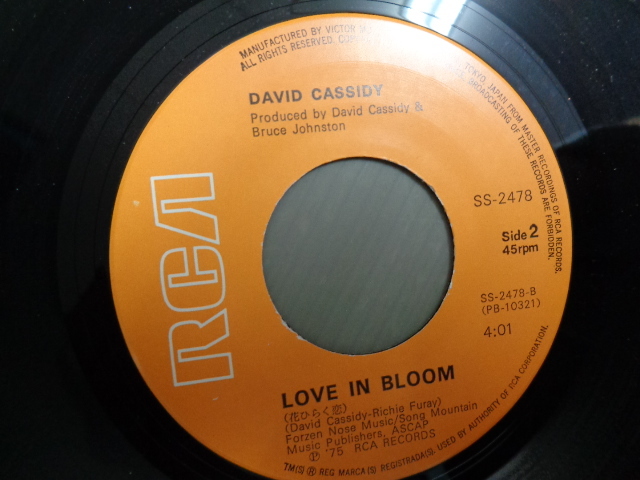 MANUFACTURED BY VICTOR
ALL RIGHTS RESERVED.
TOKYO, JAPAN FROM MASTER RECORDINGS OF RCA RECORDS.
BROADCASTING OF THESE RECORDS ARE FORBIDDEN.
DAVID CASSIDY
Produced by David Cassidy &
Bruce Johnston
RCA
SS-2478
Side 2
45rpm
SS-2478-B
(PB-10321)
4:01
LOVE IN BLOOM
(花ひらく恋)
(David Cassidy-Richie Furay)
Forzen Nose Music/Song Mountain
Music Publishers, ASCAP
Ⓟ '75 RCA RECORDS
TM(S) ® REG MARCA(S) REGISTRADA(S). USED BY AUTHORITY OF RCA CORPORATION.